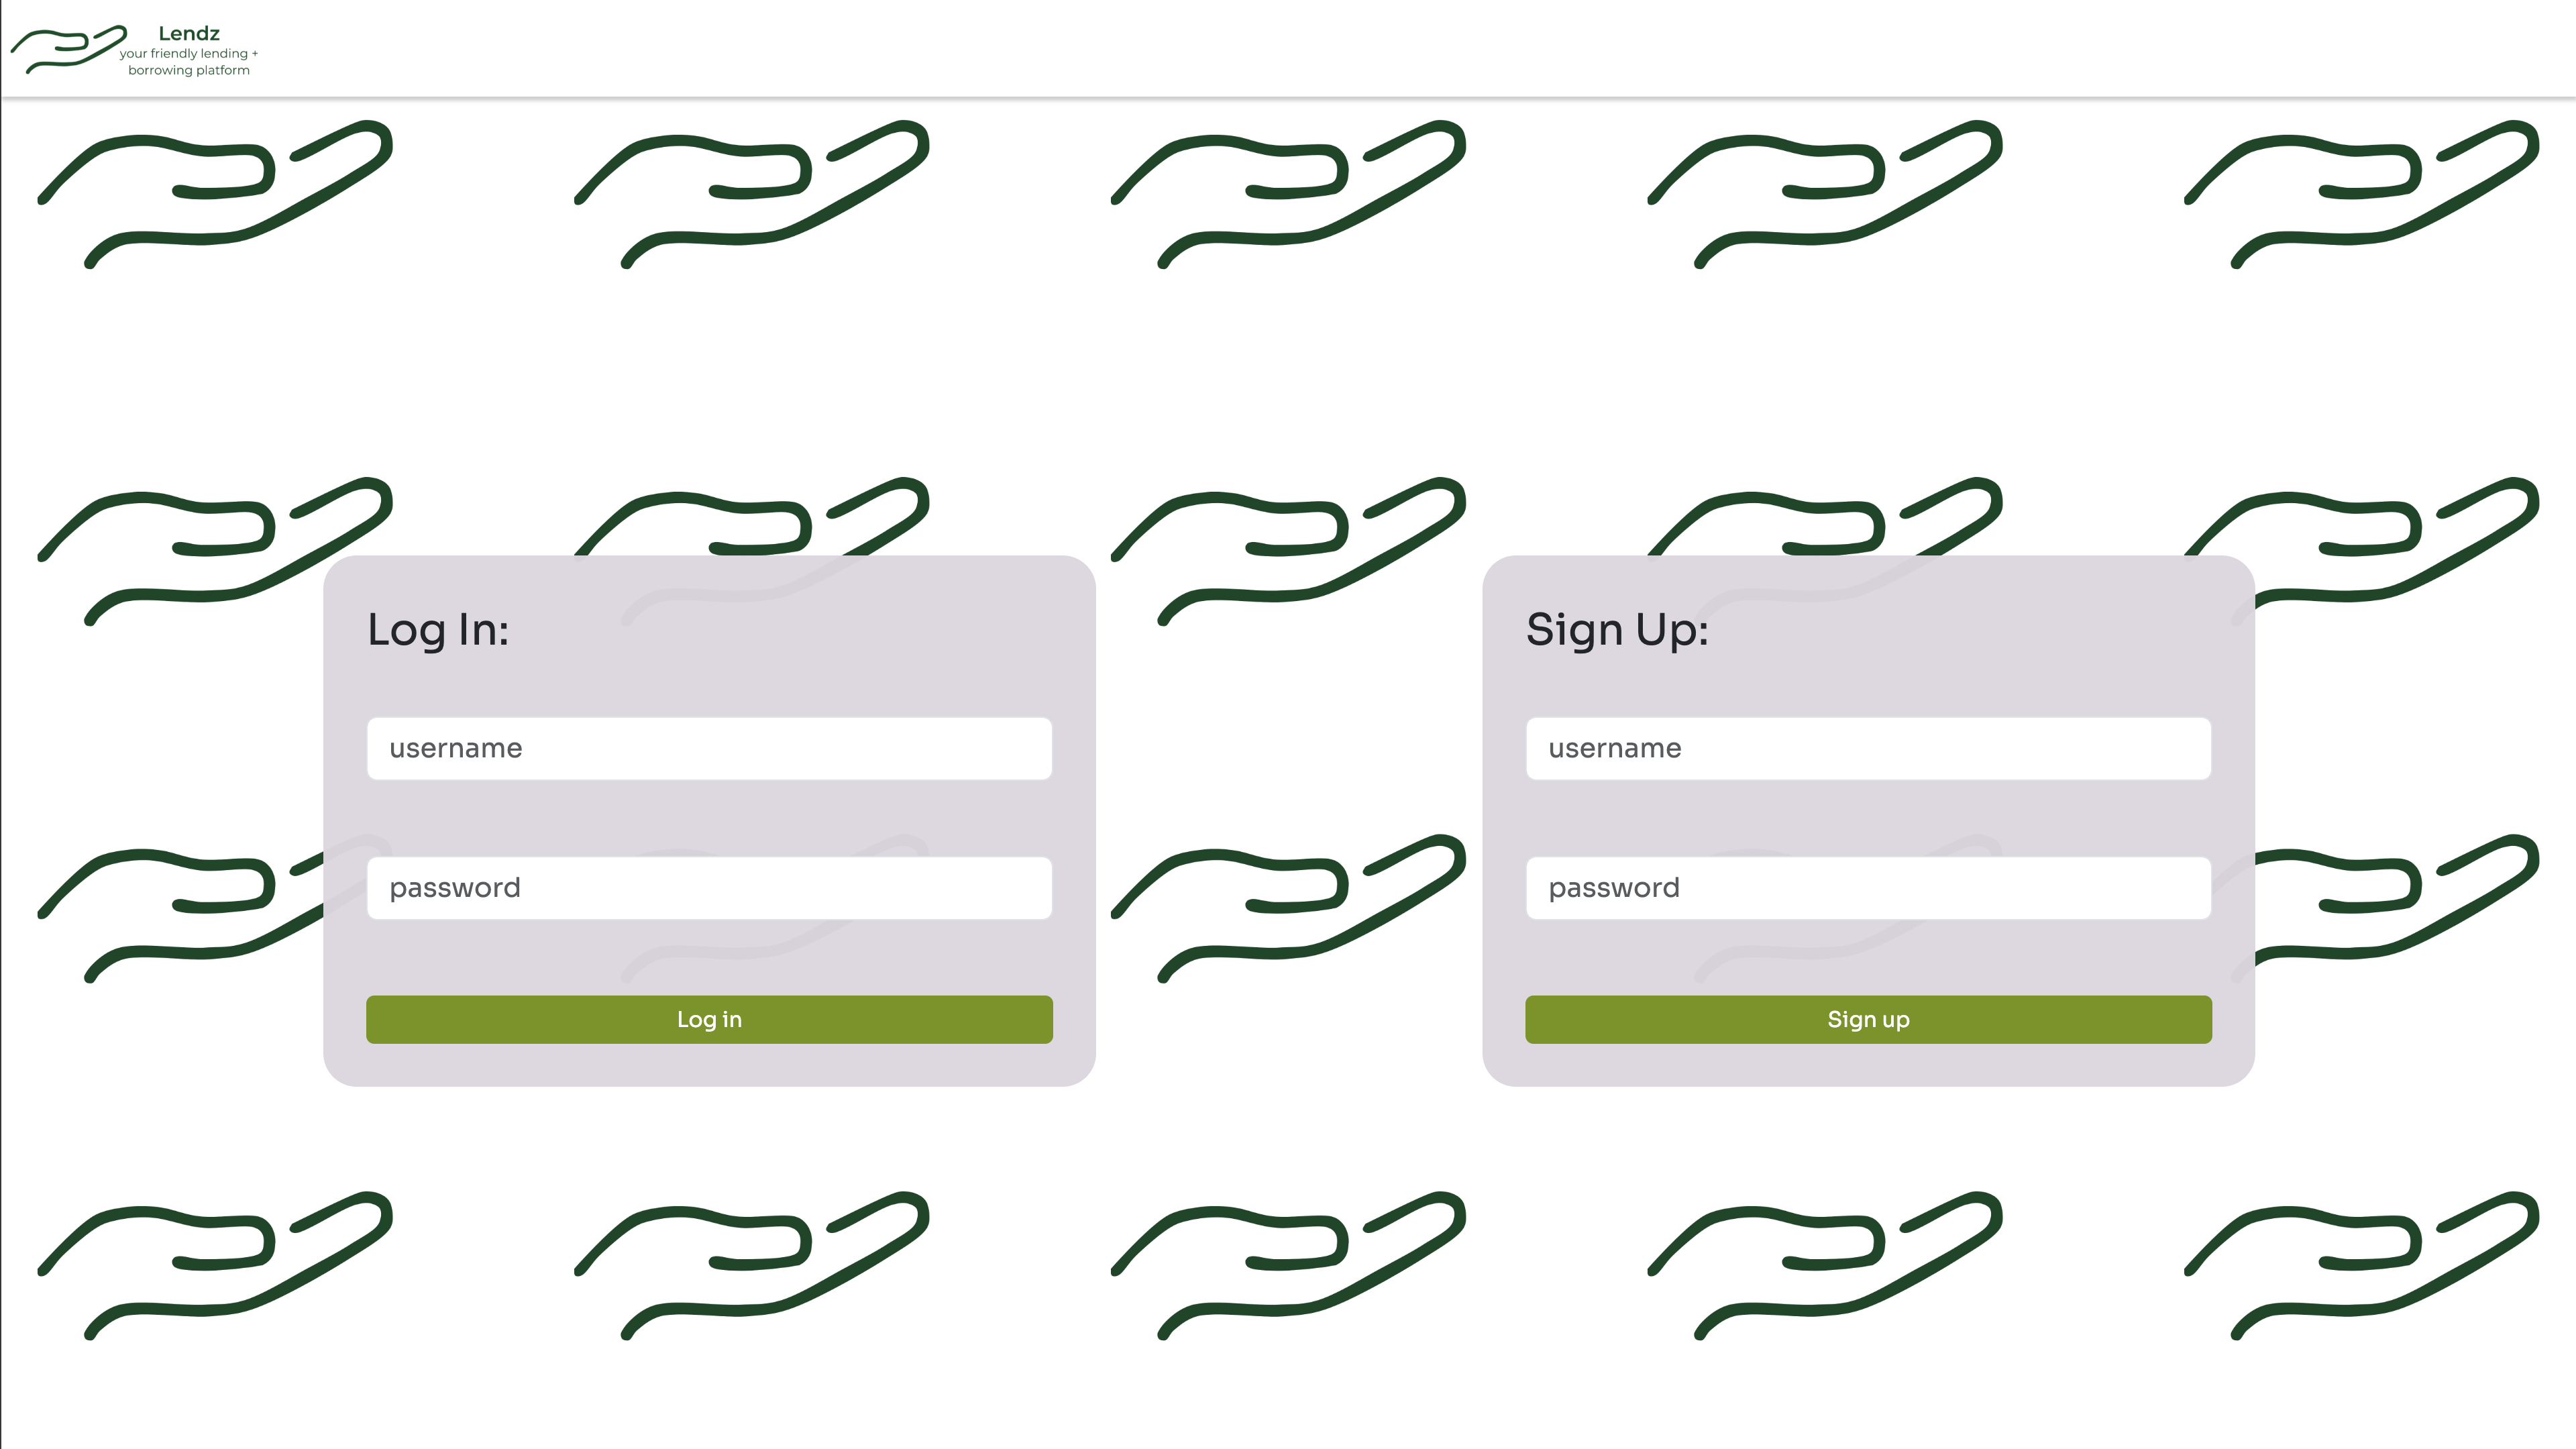 Lendz
your friendly lending +
borrowing platform
Log In:
username
password
Log in
Sign Up:
username
password
Sign up